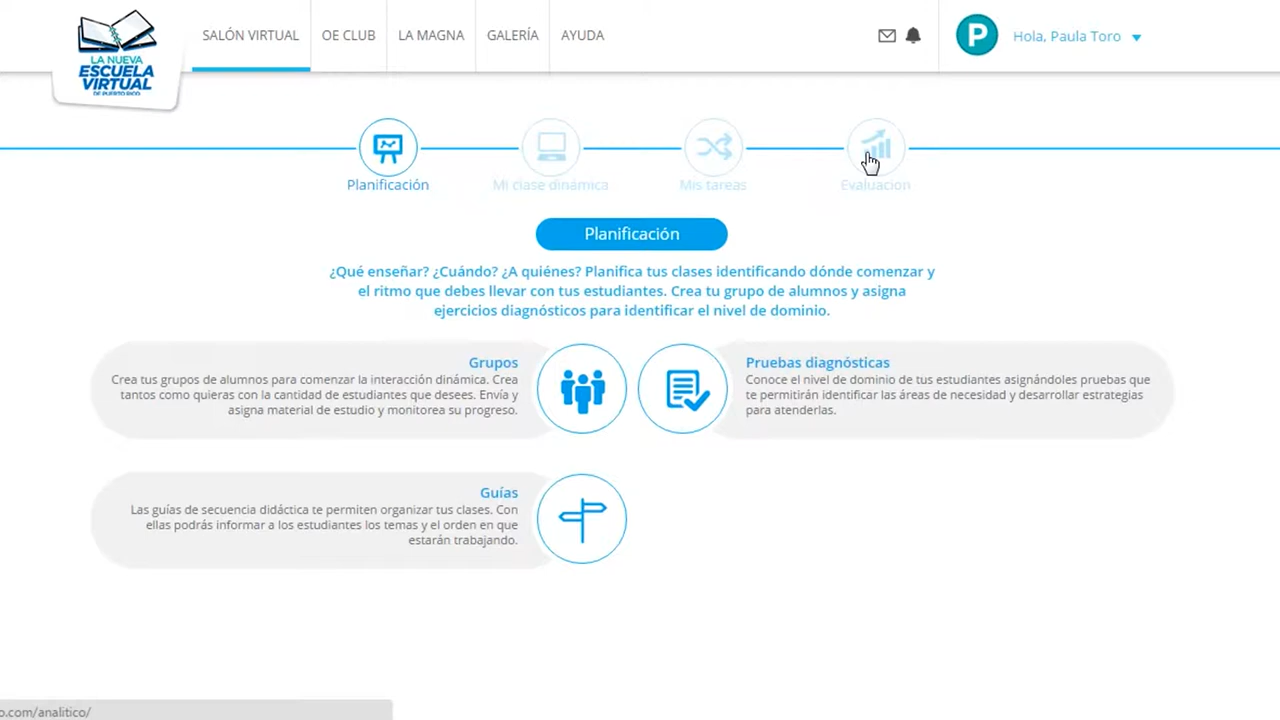 LA NUEVA
ESCUELA
VIRTUAL
DE PUERTO RICO
SALÓN VIRTUAL
OE CLUB
LA MAGNA
GALERÍA
AYUDA
P
Hola, Paula Toro
Planificación
Mi clase dinámica
Mis tareas
Evaluacion
Planificación
¿Qué enseñar? ¿Cuándo? ¿A quiénes? Planifica tus clases identificando dónde comenzar y
el ritmo que debes llevar con tus estudiantes. Crea tu grupo de alumnos y asigna
ejercicios diagnósticos para identificar el nivel de dominio.
Grupos
Crea tus grupos de alumnos para comenzar la interacción dinámica. Crea
tantos como quieras con la cantidad de estudiantes que desees. Envía y
asigna material de estudio y monitorea su progreso.
Pruebas diagnósticas
Conoce el nivel de dominio de tus estudiantes asignándoles pruebas que
te permitirán identificar las áreas de necesidad y desarrollar estrategias
para atenderlas.
Guías
Las guías de secuencia didáctica te permiten organizar tus clases. Con
ellas podrás informar a los estudiantes los temas y el orden en que
estarán trabajando.
o.com/analitico/